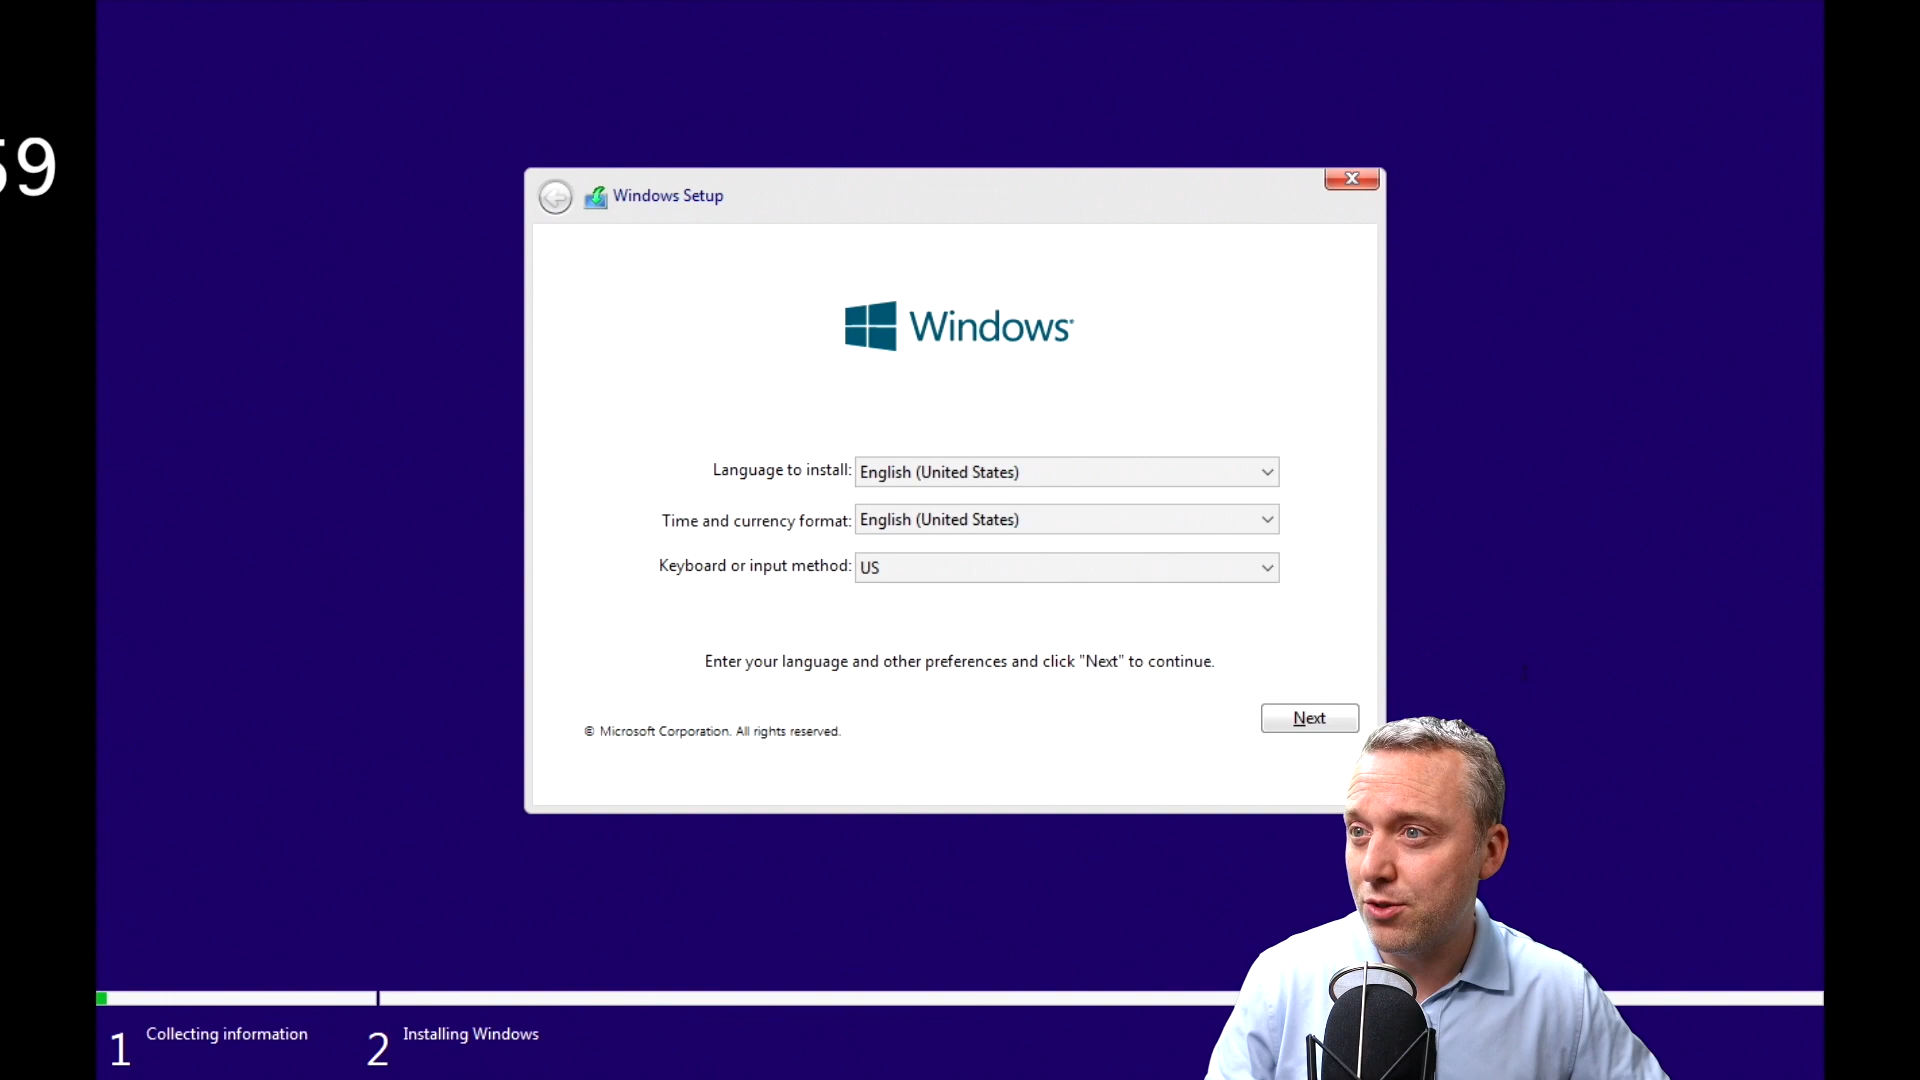 59
Windows Setup
Windows
Language to install: English (United States)
Time and currency format: English (United States)
Keyboard or input method: US
Enter your language and other preferences and click "Next" to continue.
Next
© Microsoft Corporation. All rights reserved.
1 Collecting information 2 Installing Windows